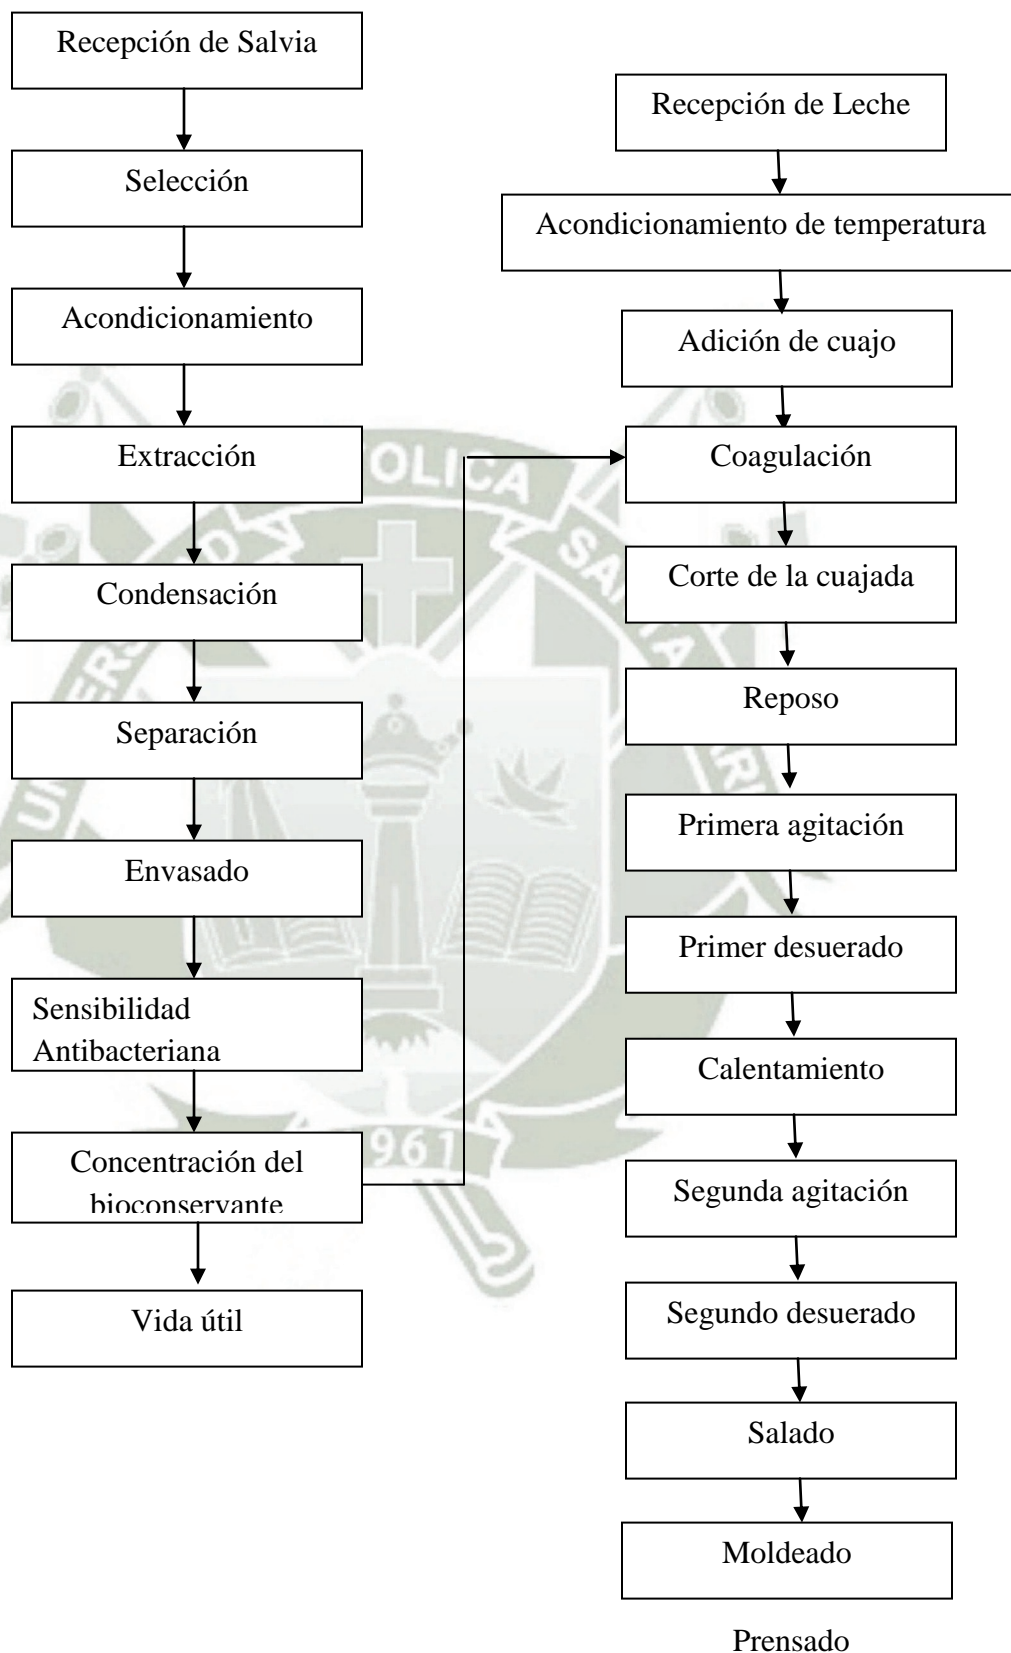 Recepción de Salvia
Selección
Acondicionamiento
Extracción
Condensación
Separación
Envasado
Sensibilidad
Antibacteriana
Concentración del
bioconservante
Vida útil
Recepción de Leche
Acondicionamiento de temperatura
Adición de cuajo
Coagulación
Corte de la cuajada
Reposo
Primera agitación
Primer desuerado
Calentamiento
Segunda agitación
Segundo desuerado
Salado
Moldeado
Prensado
961